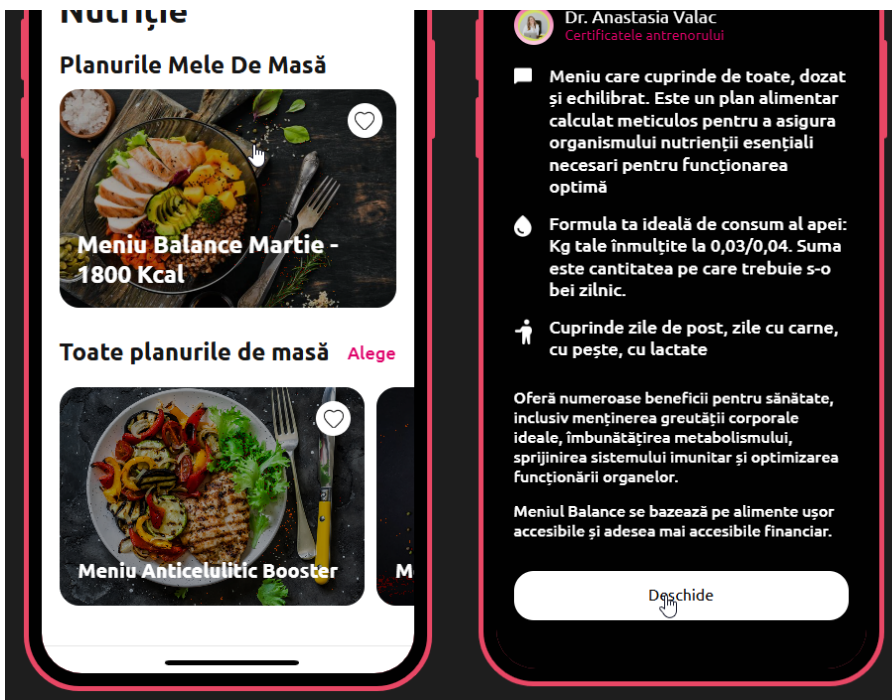 Nutriție
Planurile Mele De Masă
Meniu Balance Martie -
1800 Kcal
Toate planurile de masă Alege
Meniu Anticelulitic Booster
Dr. Anastasia Valac
Certificatele antrenorului
Meniu care cuprinde de toate, dozat
și echilibrat. Este un plan alimentar
calculat meticulos pentru a asigura
organismului nutrienții esențiali
necesari pentru funcționarea
optimă
Formula ta ideală de consum al apei:
Kg tale înmulțite la 0,03/0,04. Suma
este cantitatea pe care trebuie s-o
bei zilnic.
Cuprinde zile de post, zile cu carne,
cu pește, cu lactate
Oferă numeroase beneficii pentru sănătate,
inclusiv menținerea greutății corporale
ideale, îmbunătățirea metabolismului,
sprijinirea sistemului imunitar și optimizarea
funcționării organelor.
Meniul Balance se bazează pe alimente ușor
accesibile și adesea mai accesibile financiar.
Deschide